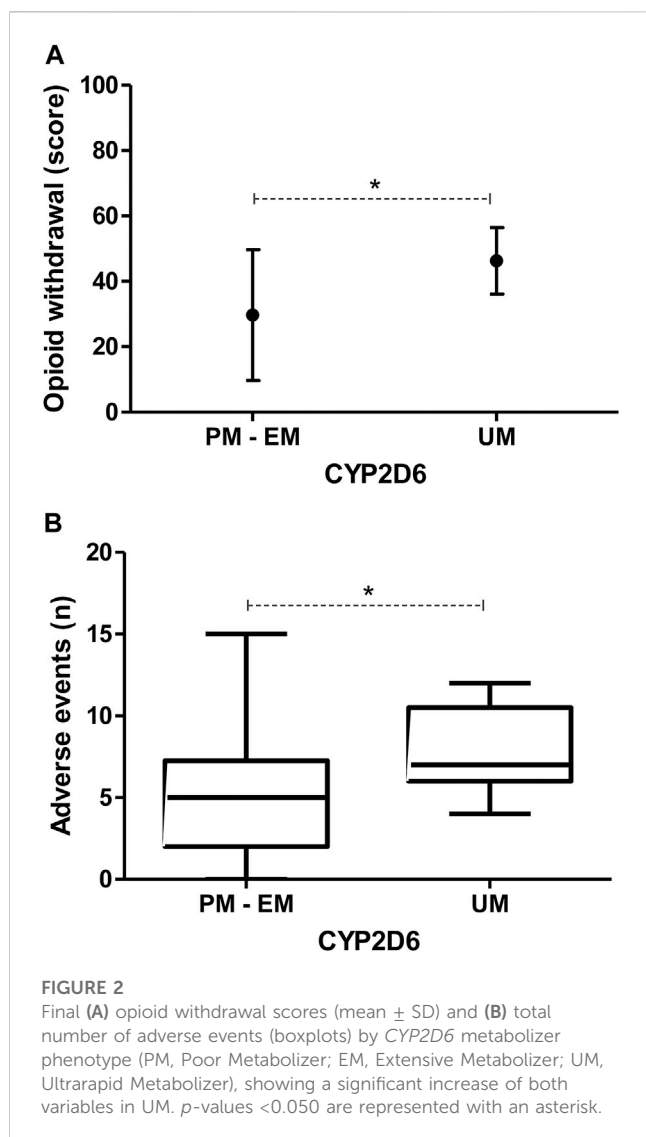 A
Opioid withdrawal (score)
100
80
60
40
20
0
*
PM - EM
UM
CYP2D6
B
Adverse events (n)
20
15
10
5
0
*
PM - EM
UM
CYP2D6
FIGURE 2
Final (A) opioid withdrawal scores (mean ± SD) and (B) total
number of adverse events (boxplots) by CYP2D6 metabolizer
phenotype (PM, Poor Metabolizer; EM, Extensive Metabolizer; UM,
Ultrarapid Metabolizer), showing a significant increase of both
variables in UM. p-values <0.050 are represented with an asterisk.